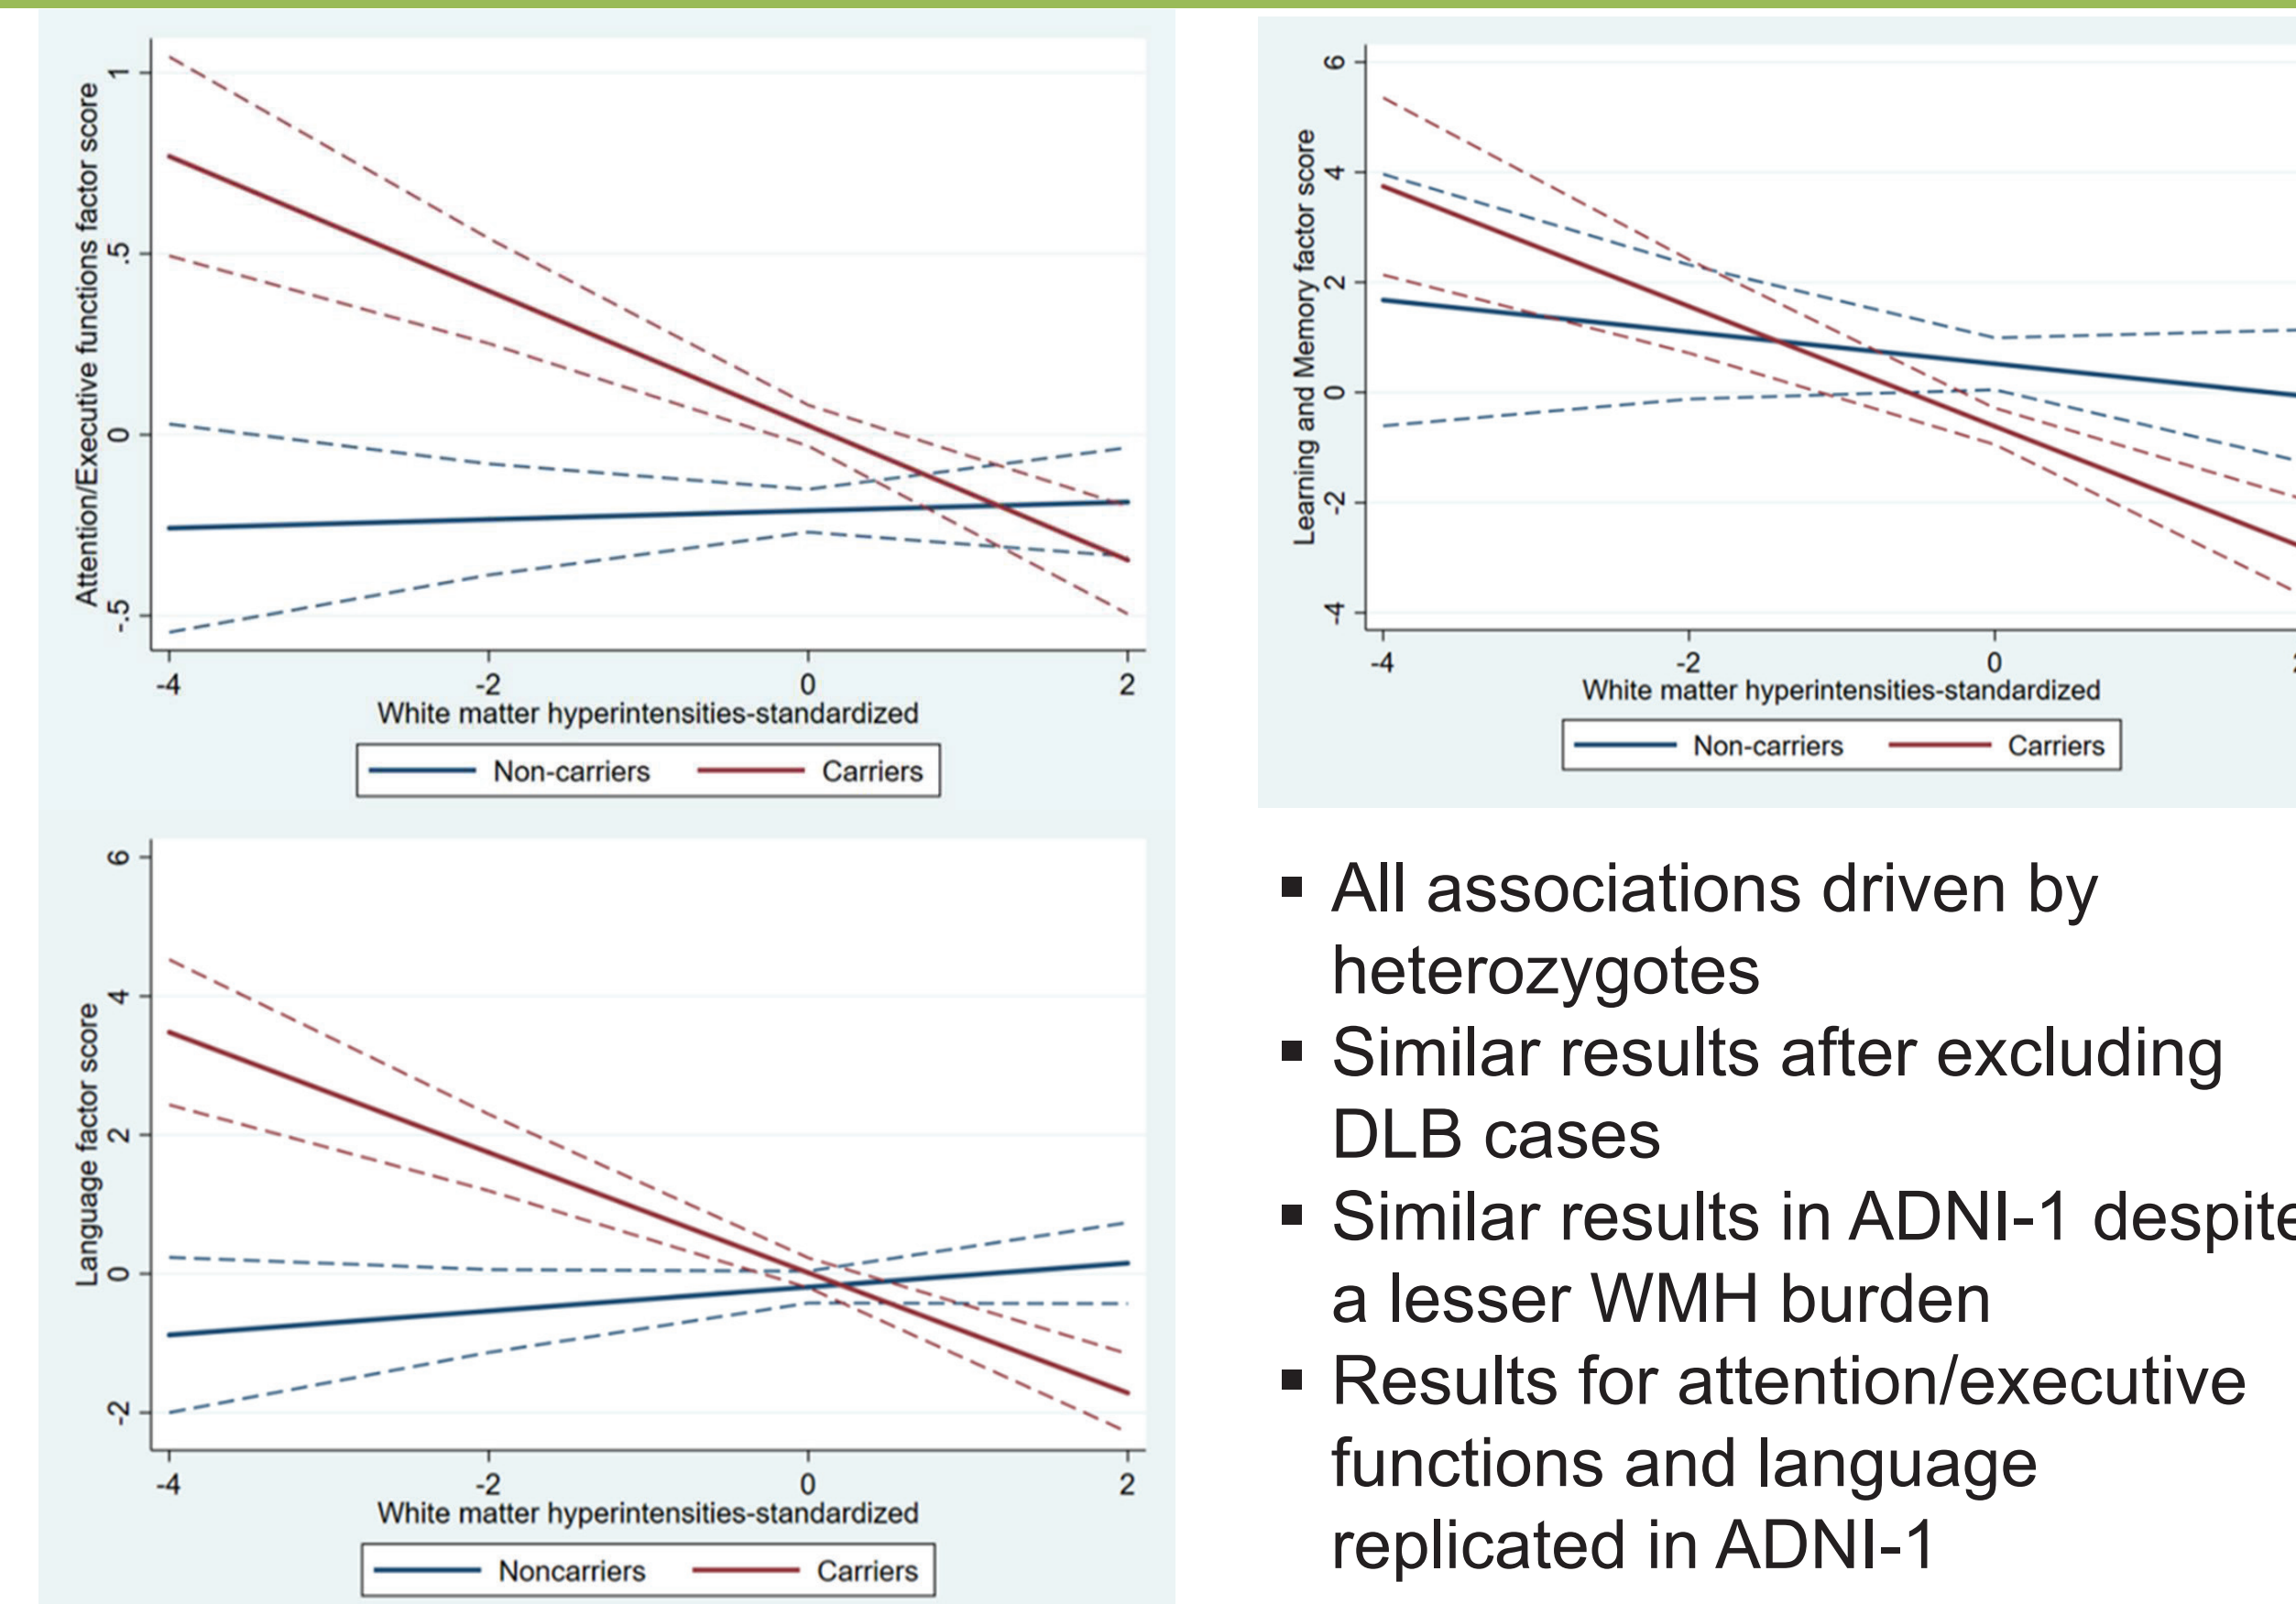 Attention/Executive functions factor score
1
.5
0
-.5
-4 -2 0 2
White matter hyperintensities-standardized
Non-carriers Carriers
Learning and Memory factor score
6
4
2
0
-2
-4
-4 -2 0
White matter hyperintensities-standardized
Non-carriers Carriers
Language factor score
6
4
2
0
-2
-4 -2 0 2
White matter hyperintensities-standardized
Noncarriers Carriers
▪ All associations driven by
heterozygotes
▪ Similar results after excluding
DLB cases
▪ Similar results in ADNI-1 despite
a lesser WMH burden
▪ Results for attention/executive
functions and language
replicated in ADNI-1